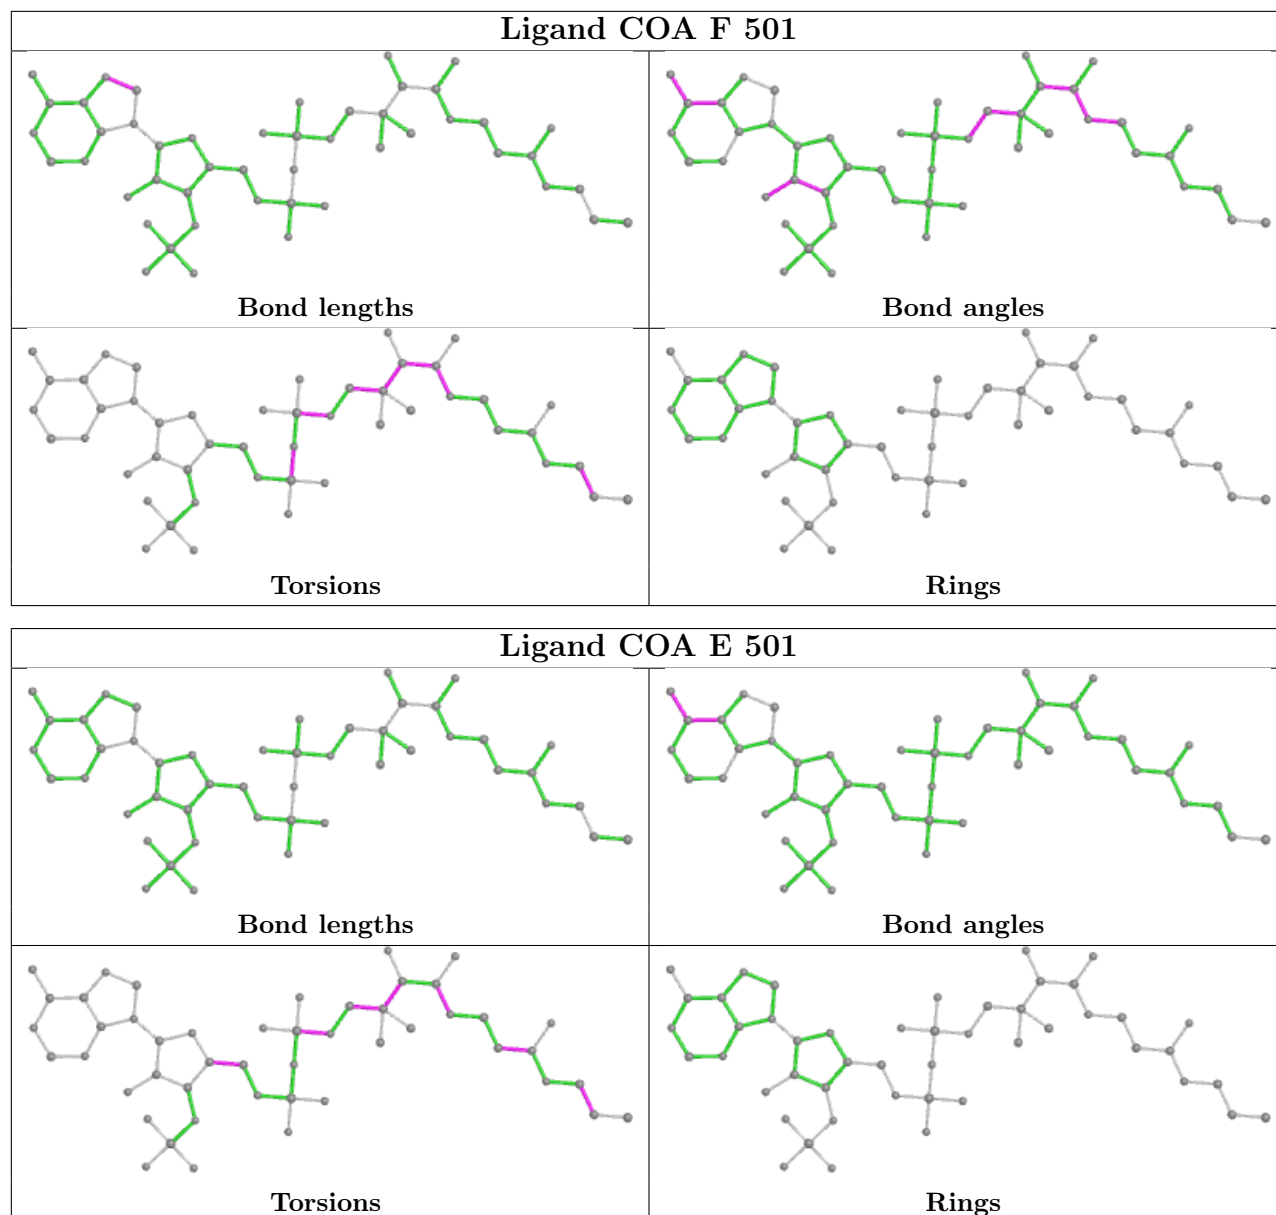 Ligand COA F 501
Bond lengths
Bond angles
Torsions
Rings
Ligand COA E 501
Bond lengths
Bond angles
Torsions
Rings